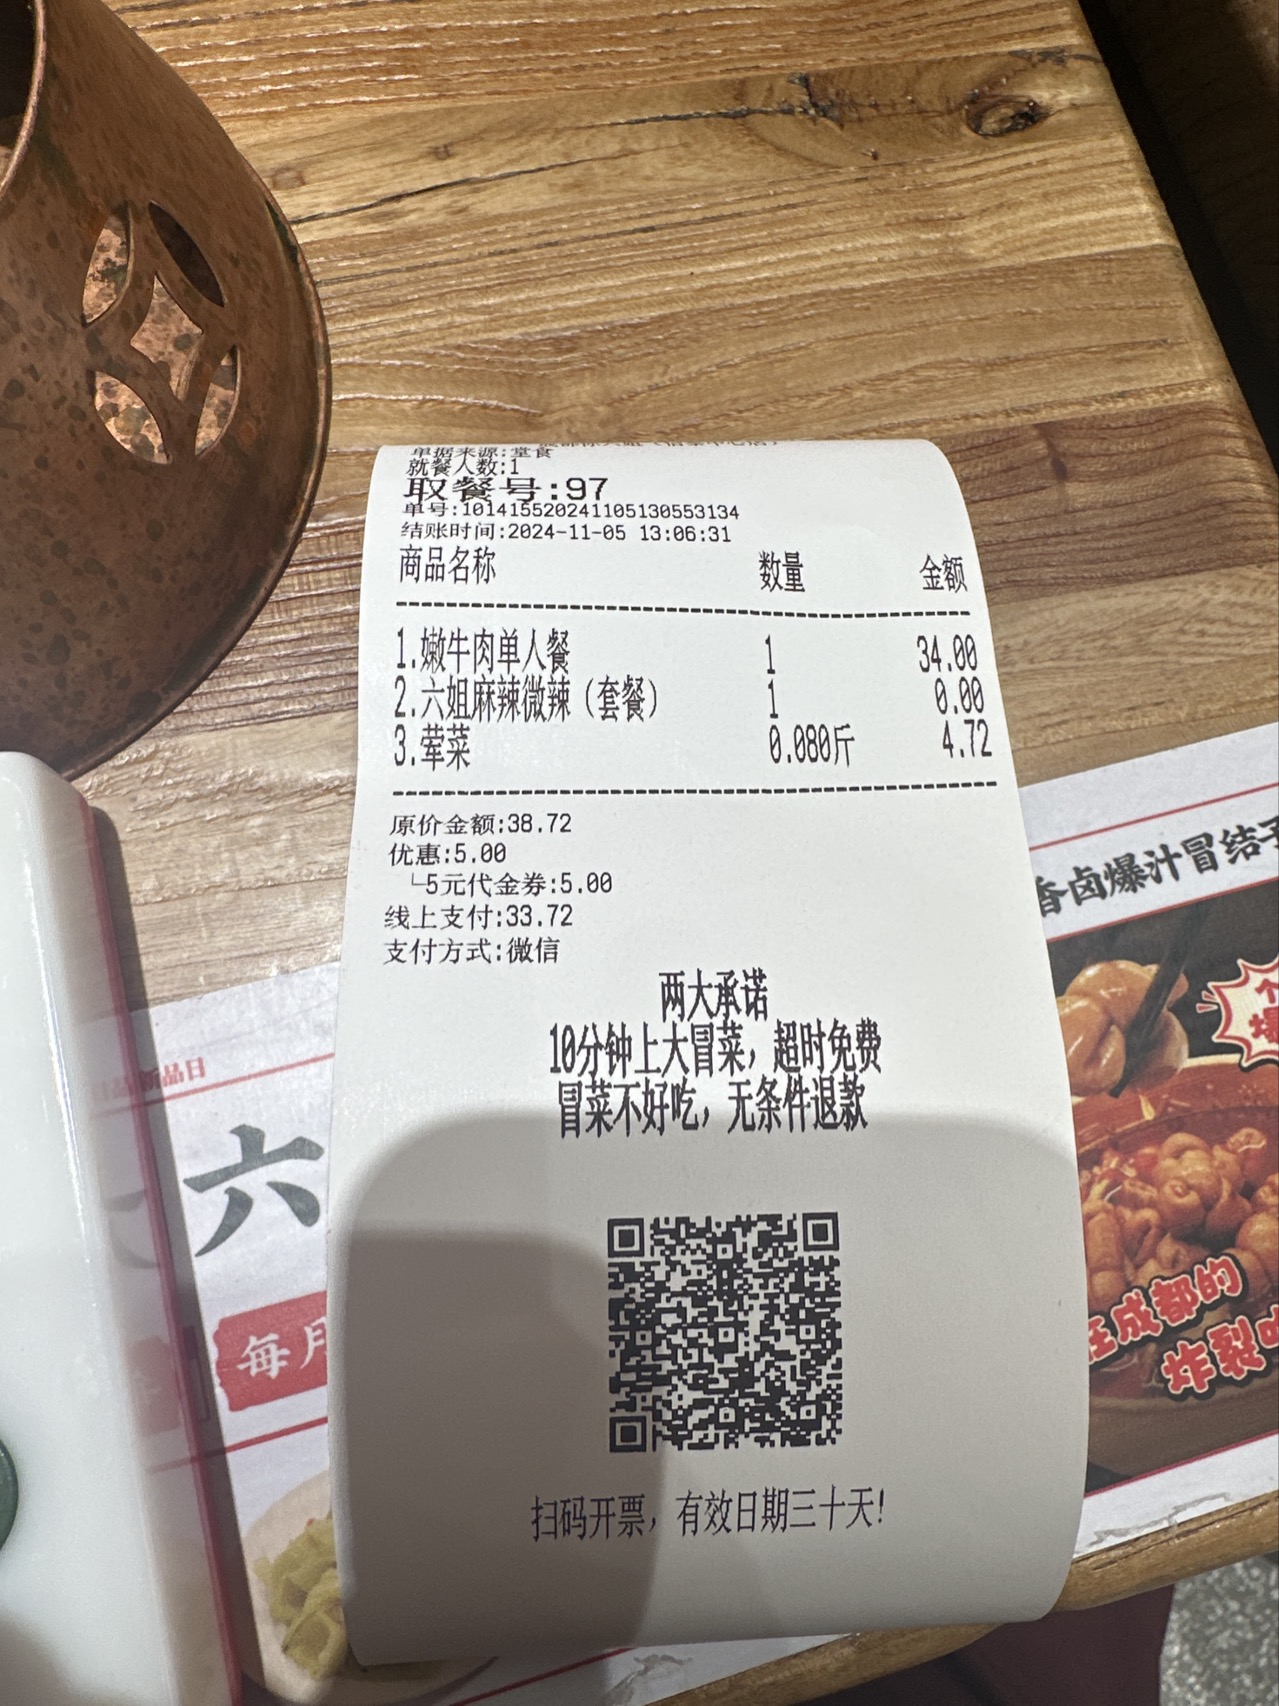 单据来源:堂食
就餐人数:1
取餐号:97
单号:101415520241105130553134
结账时间:2024-11-05 13:06:31
商品名称 数量 金额
1.嫩牛肉单人餐 1 34.00
2.六姐麻辣微辣（套餐） 1 0.00
3.荤菜 0.080斤 4.72
原价金额:38.72
优惠:5.00
└5元代金券:5.00
线上支付:33.72
支付方式:微信
两大承诺
10分钟上大冒菜，超时免费
冒菜不好吃，无条件退款
扫码开票，有效日期三十天!
香卤爆汁冒结子
新品日
六
每月
成都的
炸裂